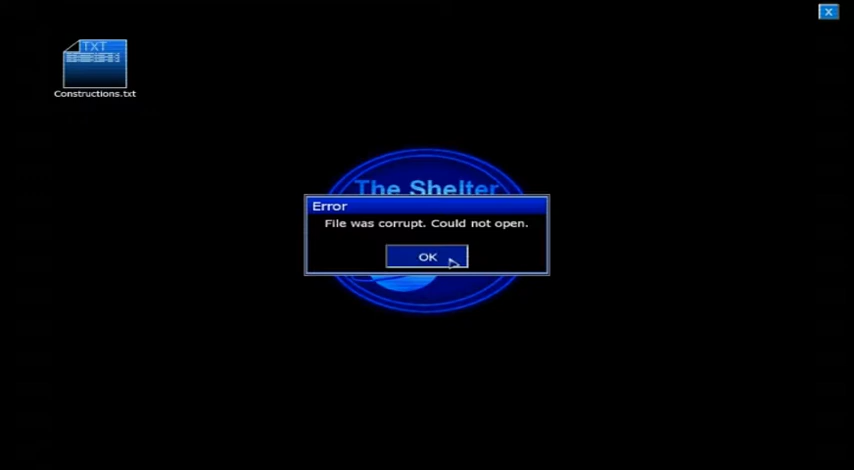 X
TXT
Constructions.txt
The Shelter
Error
File was corrupt. Could not open.
OK